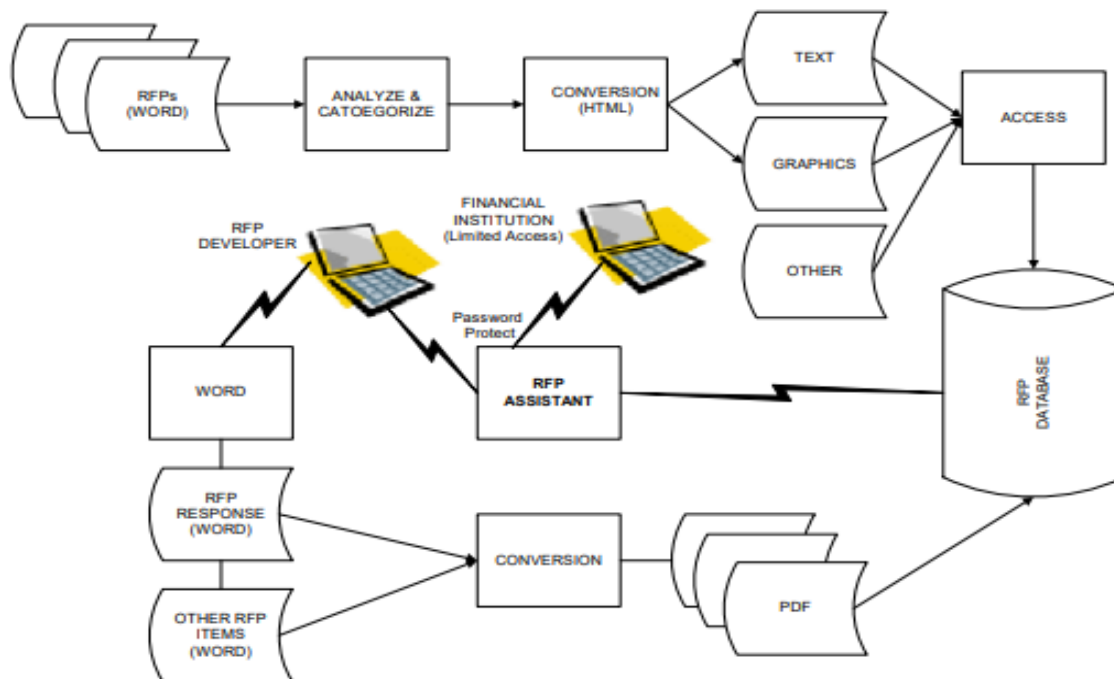 RFPs
(WORD)
ANALYZE &
CATOEGORIZE
CONVERSION
(HTML)
TEXT
GRAPHICS
OTHER
ACCESS
RFP
DEVELOPER
FINANCIAL
INSTITUTION
(Limited Access)
Password
Protect
WORD
RFP
ASSISTANT
RFP
DATABASE
RFP
RESPONSE
(WORD)
CONVERSION
PDF
OTHER RFP
ITEMS
(WORD)